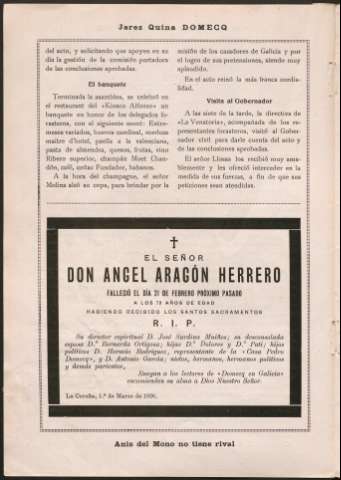 Jerez Quina DOMECQ
del acto, y solicitando que apoyen en su
dia la gestión de la comisión portadora
de las conclusiones aprobadas.
El banquete
Terminada la asamblea, se celebró en
el restaurant del «Kiosco Alfonso» un
banquete en honor de los delegados fo-
rasteros, con el siguiente menú: Entre-
meses variados, huevos cardinal, merluza
maître d'hotel, paella a la valenciana,
pasta de almendra, quesos, frutas, vino
Ribero superior, champán Moet Chan-
dón, café, coñac Fundador, habanos.
A la hora del champagne, el señor
Molina alzó su copa, para brindar por la
misión de los cazadores de Galicia y por
el logro de sus pretensiones, siendo muy
aplaudido.
En el acto reinó la más franca cordia-
lidad.
Visita al Gobernador
A las siete de la tarde, la directiva de
«La Venatoria», acompañada de los re-
presentantes forasteros, visitó al Gober-
nador civil para darle cuenta del acto y
de las conclusiones aprobadas.
El señor Llosas los recibió muy ama-
blemente y les ofreció interceder en la
medida de sus fuerzas, a fin de que sus
peticiones sean atendidas.
EL SEÑOR
DON ANGEL ARAGÓN HERRERO
FALLECIÓ EL DÍA 21 DE FEBRERO PRÓXIMO PASADO
A LOS 73 AÑOS DE EDAD
HABIENDO RECIBIDO LOS SANTOS SACRAMENTOS
R. I. P.
Su director espiritual D. José Sardina Muiños; su desconsolada
esposa D.ª Bernarda Ortigosa; hijas D.ª Dolores y D.ª Pati; hijos
políticos D. Hermán Rodríguez, representante de la «Casa Pedro
Domecq», y D. Antonio García; nietos, hermanos, hermanos políticos
y demás parientes,
Ruegan a los lectores de «Domecq en Galicia»
encomienden su alma a Dios Nuestro Señor.
La Coruña, 1.º de Marzo de 1930.
Anís del Mono no tiene rival